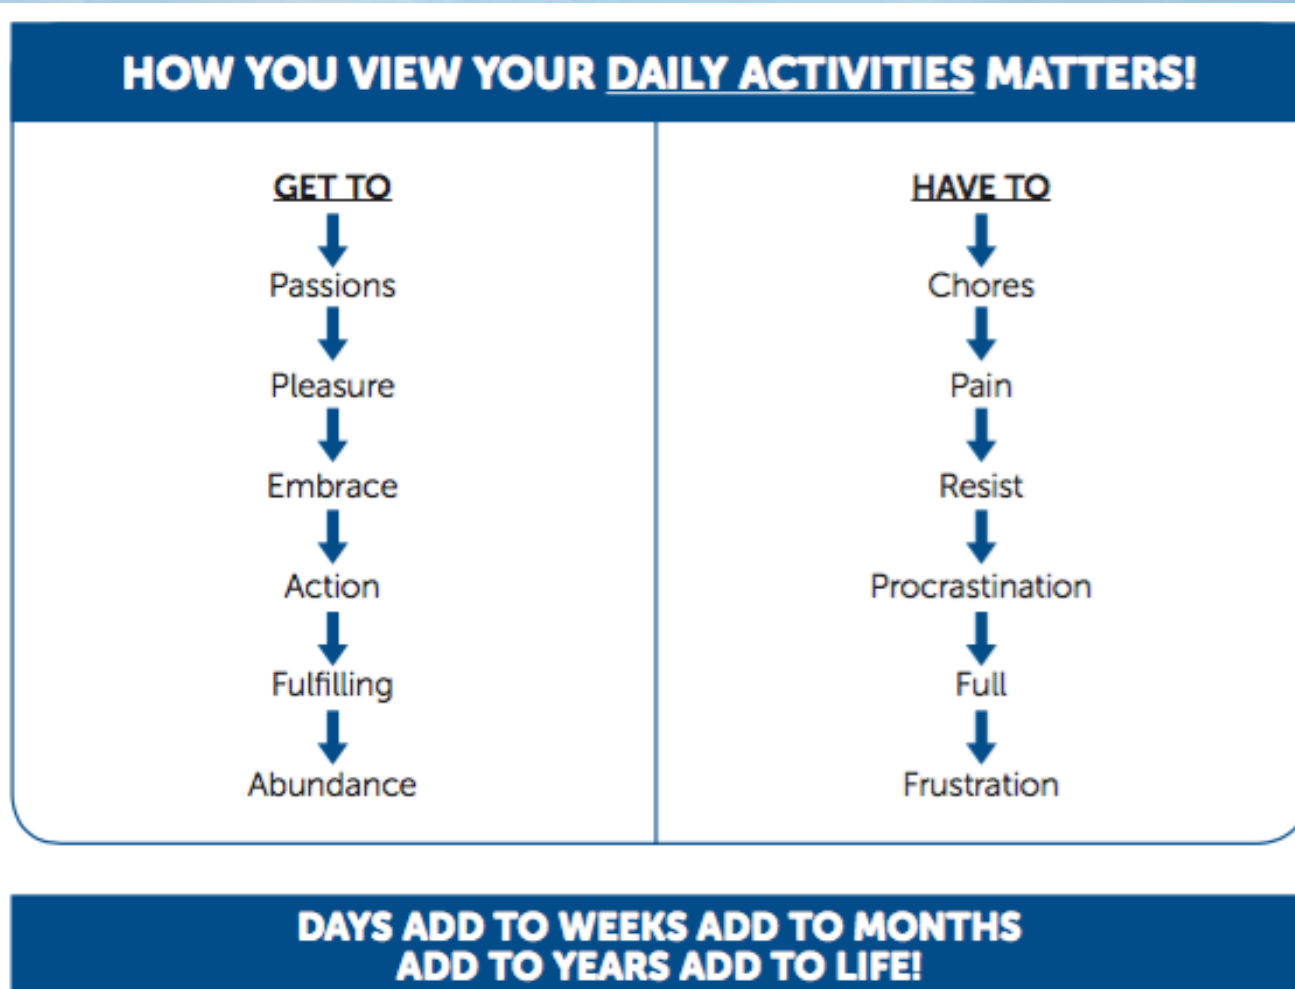 HOW YOU VIEW YOUR DAILY ACTIVITIES MATTERS!
GET TO
Passions
Pleasure
Embrace
Action
Fulfilling
Abundance
HAVE TO
Chores
Pain
Resist
Procrastination
Full
Frustration
DAYS ADD TO WEEKS ADD TO MONTHS
ADD TO YEARS ADD TO LIFE!